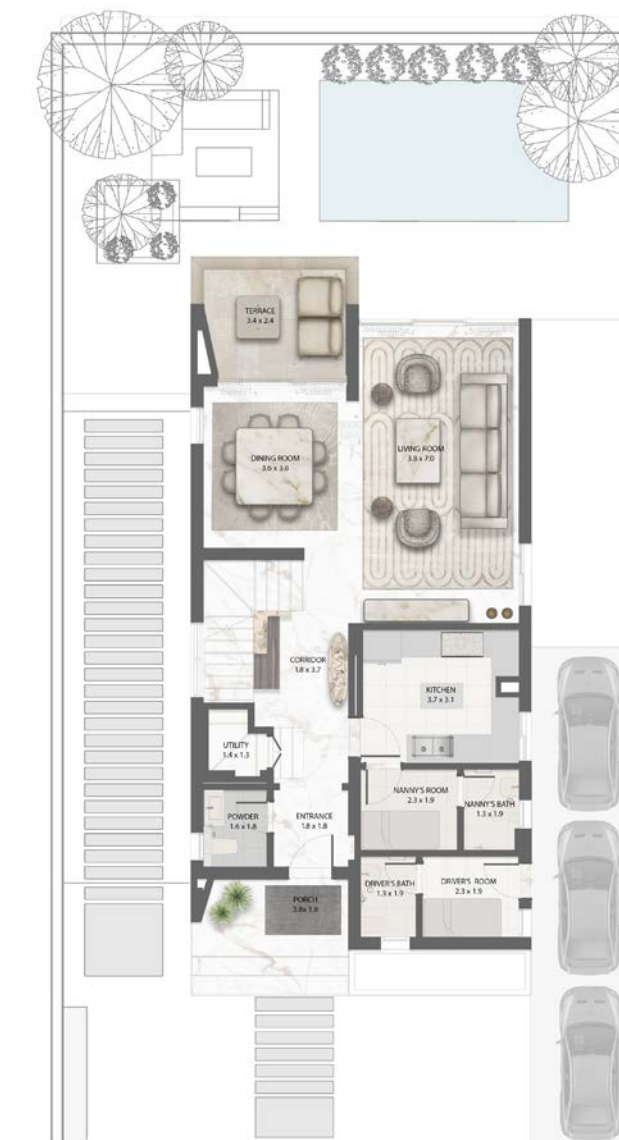 TERRACE
3.4 x 2.4
DINING ROOM
3.6 x 3.6
LIVING ROOM
3.8 x 7.0
CORRIDOR
1.8 x 3.7
KITCHEN
3.7 x 3.1
UTILITY
1.4 x 1.3
NANNY'S ROOM
2.3 x 1.9
NANNY'S BATH
1.3 x 1.9
POWDER
1.6 x 1.8
ENTRANCE
1.8 x 1.8
DRIVER'S BATH
1.3 x 1.9
DRIVER'S ROOM
2.3 x 1.9
PORCH
3.8x 1.6